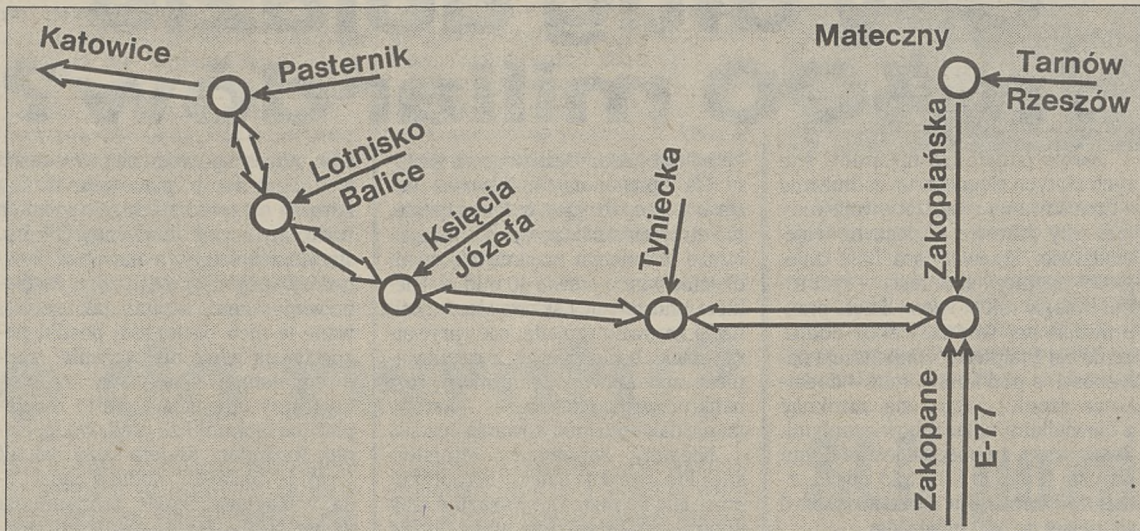 Katowice
Pasternik
Lotnisko
Balice
Księcia
Józefa
Tyniecka
Mateczny
Tarnów
Rzeszów
Zakopiańska
Zakopane
E-77